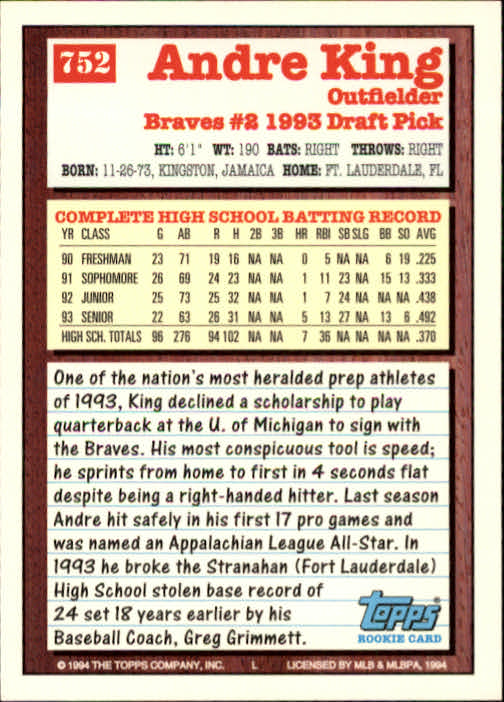 752
Andre King
Outfielder
Braves #2 1993 Draft Pick
HT: 6'1" WT: 190 BATS: RIGHT THROWS: RIGHT
BORN: 11-26-73, KINGSTON, JAMAICA HOME: FT. LAUDERDALE, FL
COMPLETE HIGH SCHOOL BATTING RECORD
YR CLASS G AB R H 2B 3B HR RBI SB SLG BB SO AVG
90 FRESHMAN 23 71 19 16 NA NA 0 5 NA NA 6 19 .225
91 SOPHOMORE 26 69 24 23 NA NA 1 11 23 NA 15 13 .333
92 JUNIOR 25 73 25 32 NA NA 1 7 24 NA NA NA .438
93 SENIOR 22 63 26 31 NA NA 5 13 27 NA 13 6 .492
HIGH SCH. TOTALS 96 276 94 102 NA NA 7 36 NA NA NA NA .370
One of the nation's most heralded prep athletes
of 1993, King declined a scholarship to play
quarterback at the U. of Michigan to sign with
the Braves. His most conspicuous tool is speed;
he sprints from home to first in 4 seconds flat
despite being a right-handed hitter. Last season
Andre hit safely in his first 17 pro games and
was named an Appalachian League All-Star. In
1993 he broke the Stranahan (Fort Lauderdale)
High School stolen base record of
24 set 18 years earlier by his
Baseball Coach, Greg Grimmett.
Topps®
ROOKIE CARD
© 1994 THE TOPPS COMPANY, INC. L LICENSED BY MLB & MLBPA, 1994